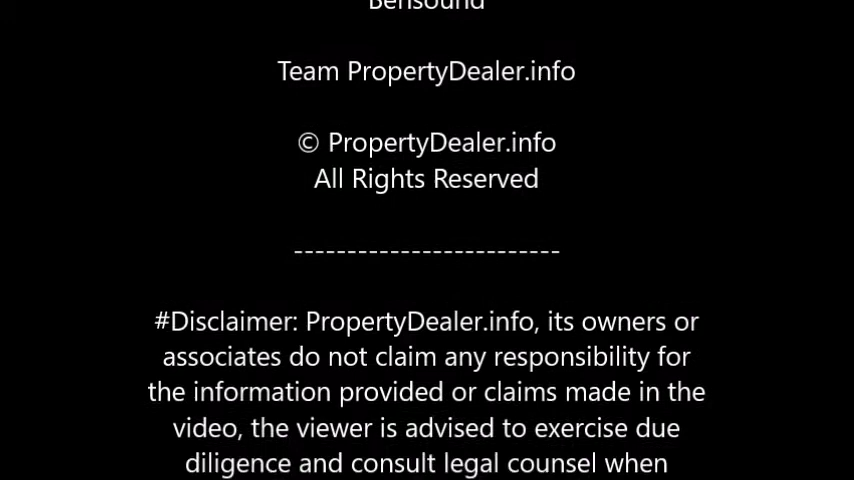 Bensound
Team PropertyDealer.info
© PropertyDealer.info
All Rights Reserved
-------------------------
#Disclaimer: PropertyDealer.info, its owners or
associates do not claim any responsibility for
the information provided or claims made in the
video, the viewer is advised to exercise due
diligence and consult legal counsel when